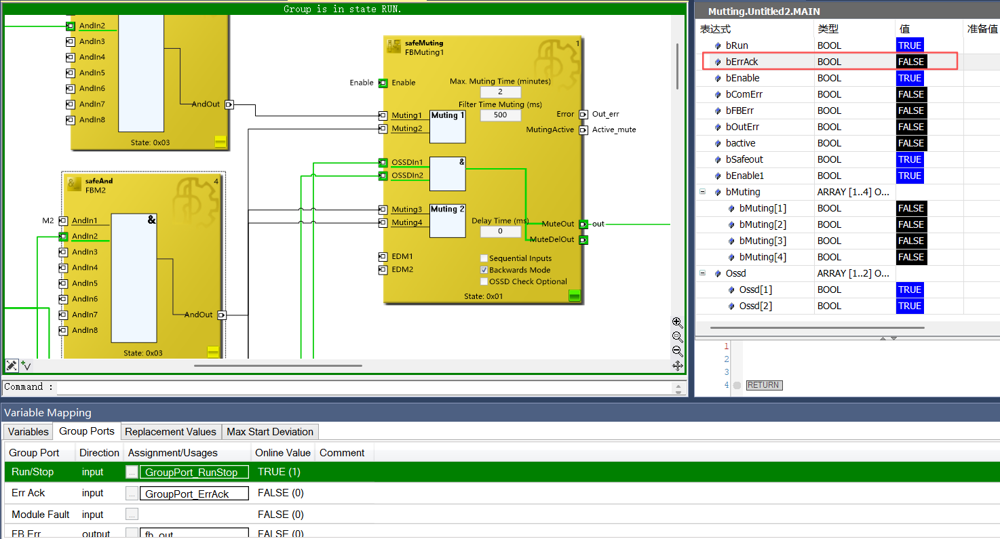 Group is in state RUN.
AndIn2
AndIn3
AndIn4
AndIn5
AndIn6
AndIn7
AndIn8
AndOut
State: 0x03
safeAnd
FBM2
4
M2
AndIn1
&
AndIn2
AndIn3
AndIn4
AndIn5
AndIn6
AndIn7
AndIn8
AndOut
State: 0x03
safeMuting
FBMuting1
1
Enable
Enable
Max. Muting Time (minutes)
2
Filter Time Muting (ms)
500
Muting1
Muting2
Muting 1
Error
Out_err
MutingActive
Active_mute
OSSDIn1
OSSDIn2
&
Muting3
Muting4
Muting 2
Delay Time (ms)
0
MuteOut
out
MuteDelOut
EDM1
EDM2
Sequential Inputs
Backwards Mode
OSSD Check Optional
State: 0x01
Command :
Mutting.Untitled2.MAIN
表达式 类型 值 准备值
bRun BOOL TRUE
bErrAck BOOL FALSE
bEnable BOOL TRUE
bComErr BOOL FALSE
bFBErr BOOL FALSE
bOutErr BOOL FALSE
bactive BOOL FALSE
bSafeout BOOL TRUE
bEnable1 BOOL TRUE
bMuting ARRAY [1..4] O...
bMuting[1] BOOL FALSE
bMuting[2] BOOL FALSE
bMuting[3] BOOL FALSE
bMuting[4] BOOL FALSE
Ossd ARRAY [1..2] O...
Ossd[1] BOOL TRUE
Ossd[2] BOOL TRUE
1
2
3
4 RETURN
Variable Mapping
Variables Group Ports Replacement Values Max Start Deviation
Group Port Direction Assignment/Usages Online Value Comment
Run/Stop input ... GroupPort_RunStop TRUE (1)
Err Ack input ... GroupPort_ErrAck FALSE (0)
Module Fault input ... FALSE (0)
FB Err output fb_out FALSE (0)